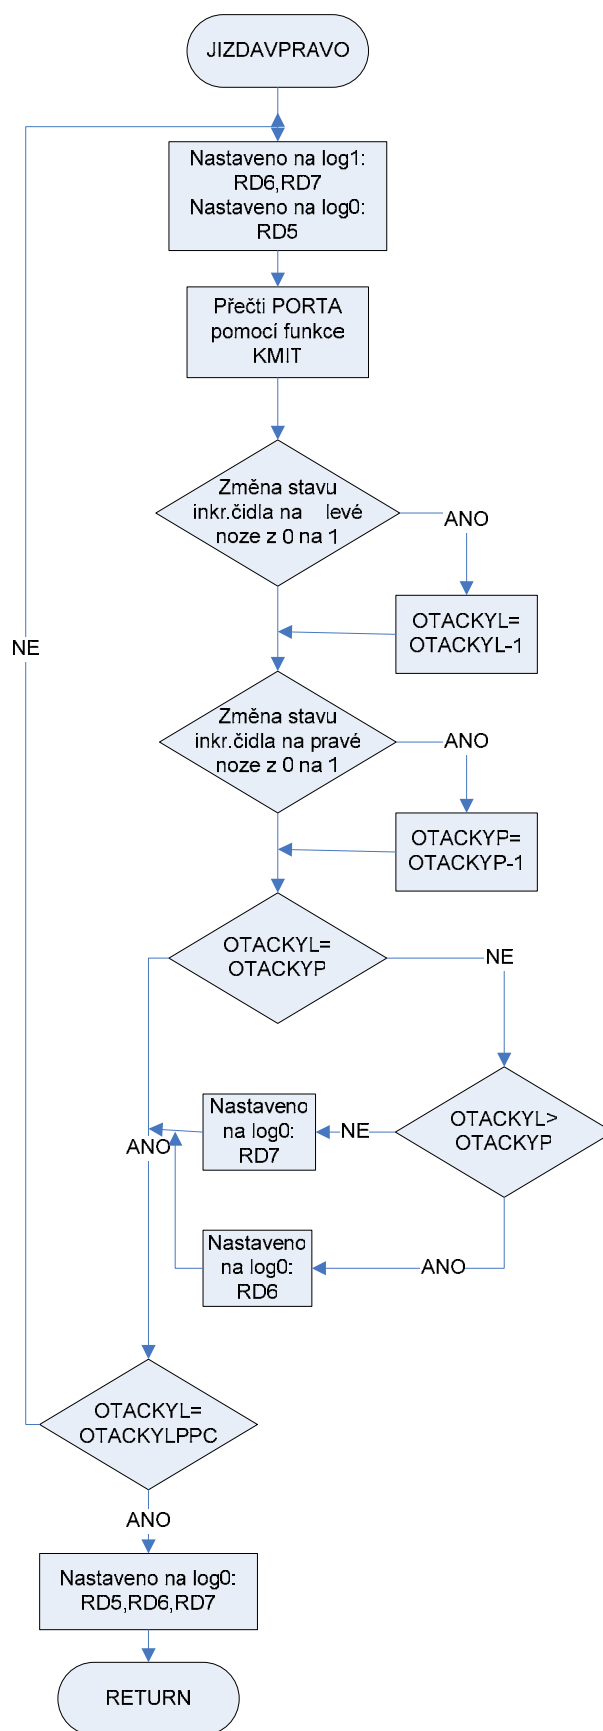 JIZDAVPRAVO
Nastaveno na log1:
RD6,RD7
Nastaveno na log0:
RD5
Přečti PORTA
pomocí funkce
KMIT
Změna stavu
inkr.čidla na levé
noze z 0 na 1
ANO
OTACKYL=
OTACKYL-1
NE
Změna stavu
inkr.čidla na pravé
noze z 0 na 1
ANO
OTACKYP=
OTACKYP-1
OTACKYL=
OTACKYP
NE
OTACKYL>
OTACKYP
NE
Nastaveno
na log0:
RD7
ANO
Nastaveno
na log0:
RD6
ANO
OTACKYL=
OTACKYLPPC
ANO
Nastaveno na log0:
RD5,RD6,RD7
RETURN